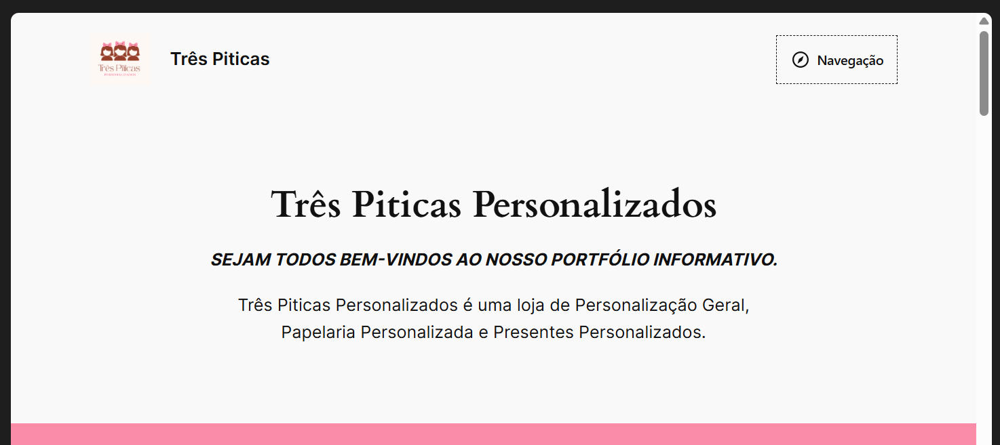 Três Piticas
PERSONALIZADOS
Três Piticas
Navegação
Três Piticas Personalizados
SEJAM TODOS BEM-VINDOS AO NOSSO PORTFÓLIO INFORMATIVO.
Três Piticas Personalizados é uma loja de Personalização Geral,
Papelaria Personalizada e Presentes Personalizados.